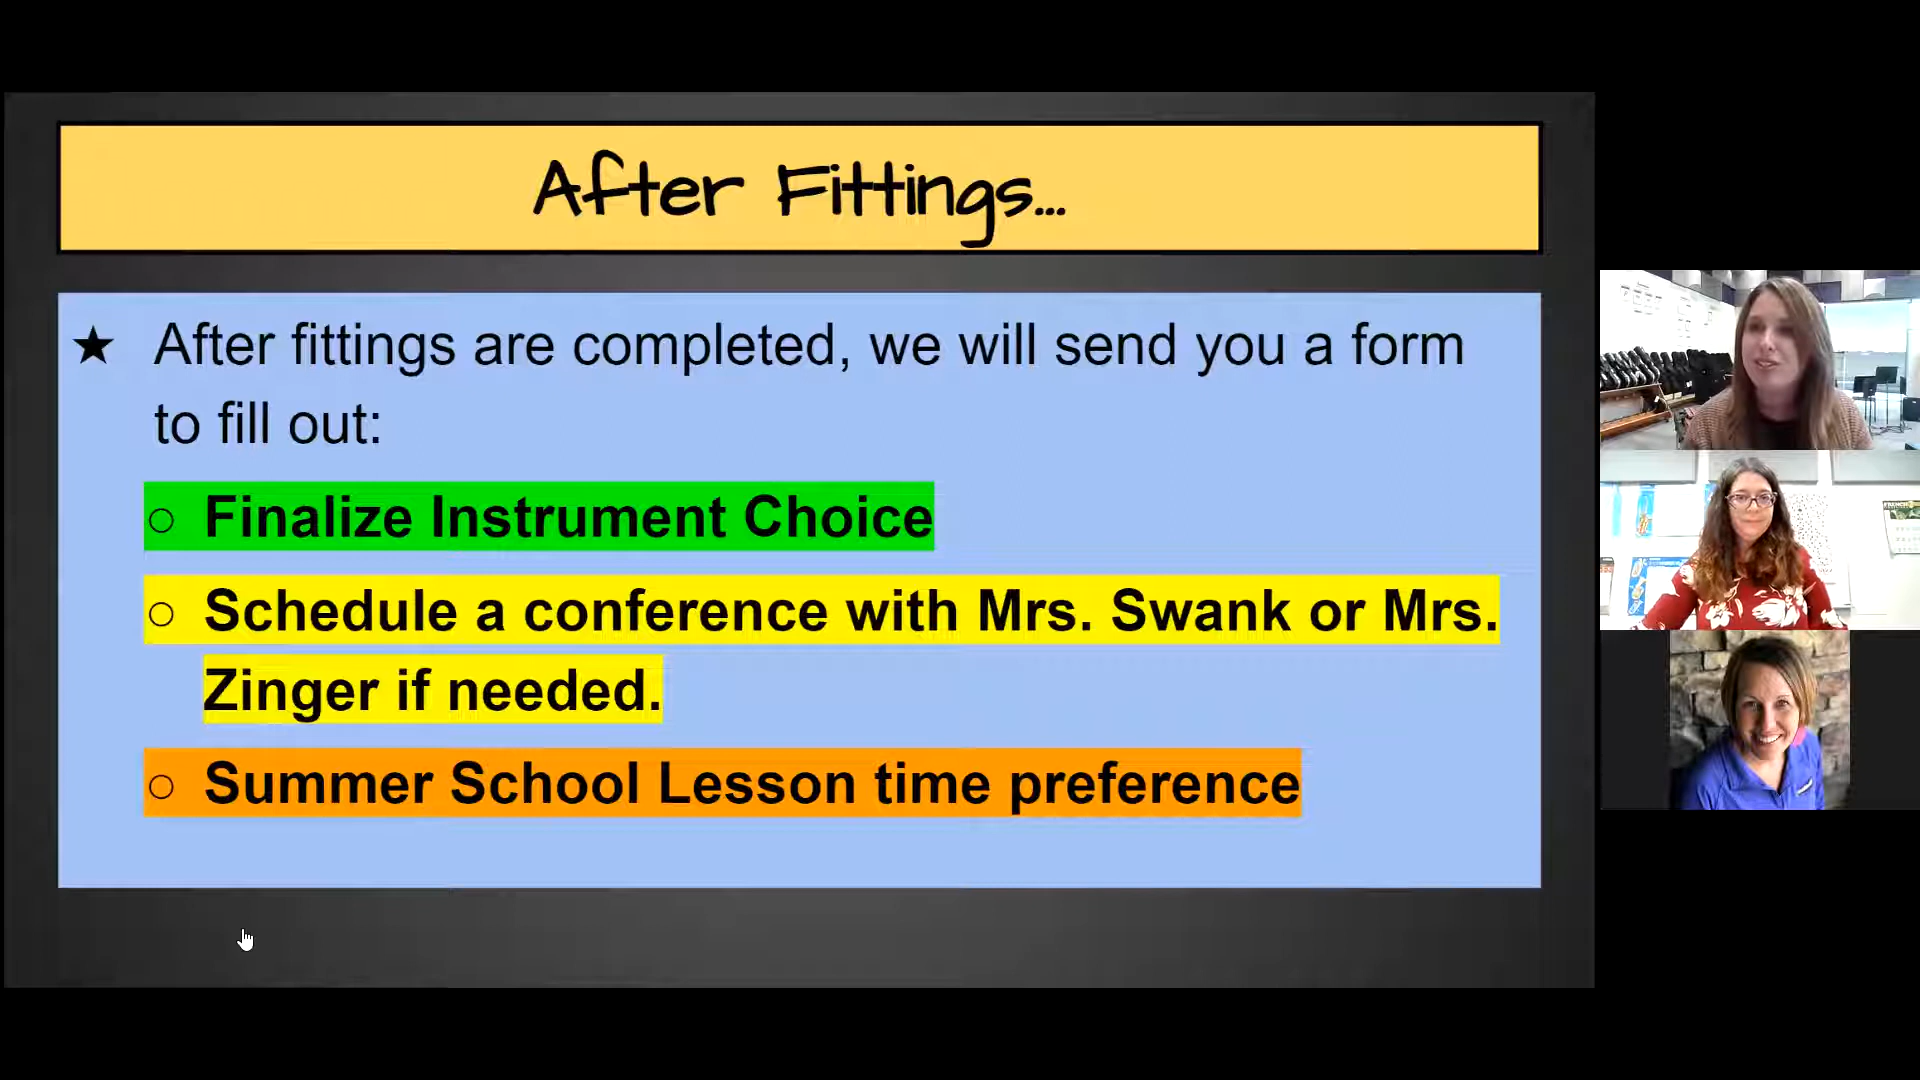 After Fittings...
★ After fittings are completed, we will send you a form
to fill out:
○ Finalize Instrument Choice
○ Schedule a conference with Mrs. Swank or Mrs.
Zinger if needed.
○ Summer School Lesson time preference